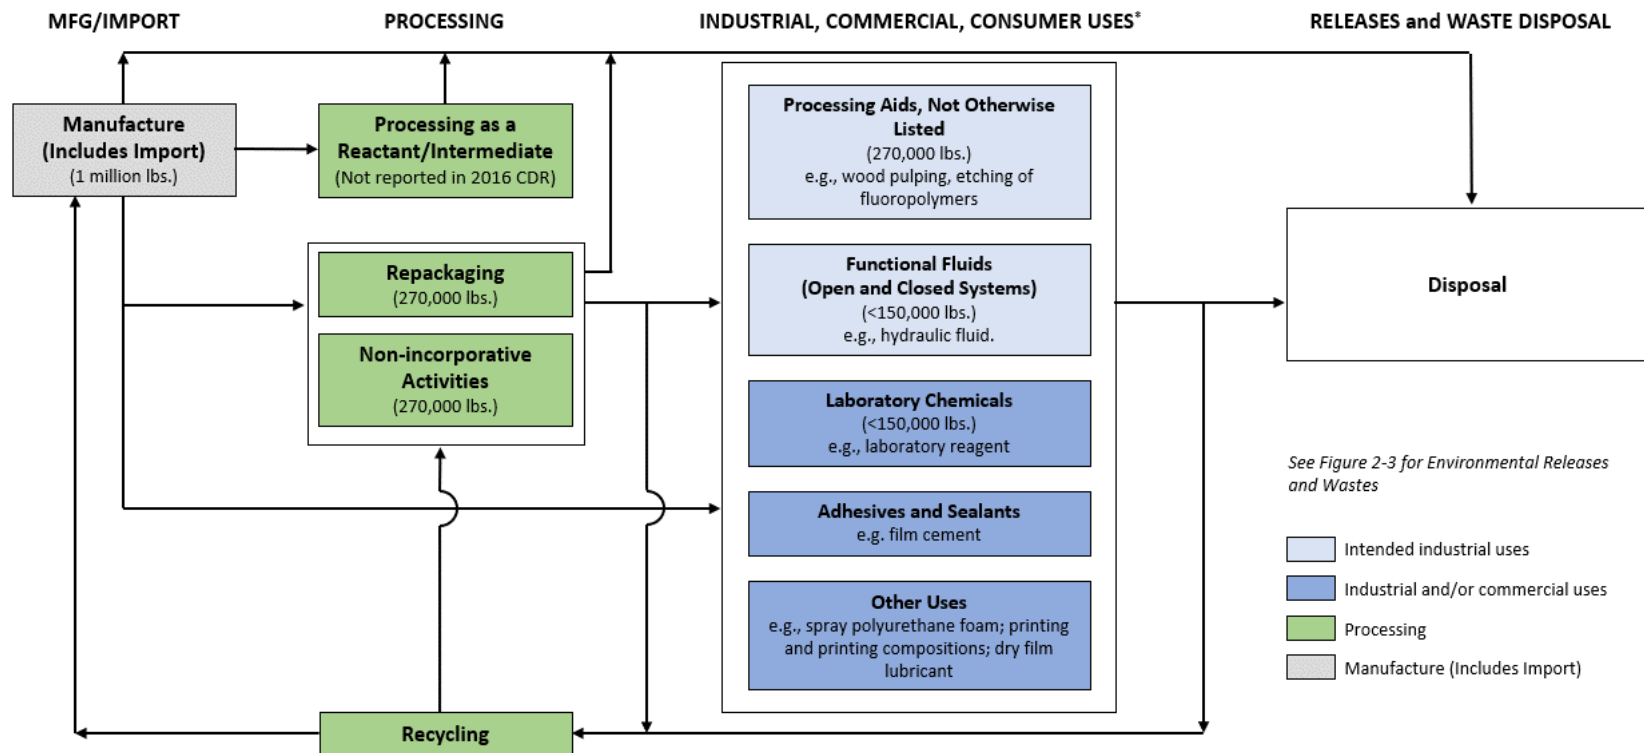 MFG/IMPORT
PROCESSING
INDUSTRIAL, COMMERCIAL, CONSUMER USES*
RELEASES and WASTE DISPOSAL
Manufacture
(Includes Import)
(1 million lbs.)
Processing as a
Reactant/Intermediate
(Not reported in 2016 CDR)
Repackaging
(270,000 lbs.)
Non-incorporative
Activities
(270,000 lbs.)
Recycling
Processing Aids, Not Otherwise
Listed
(270,000 lbs.)
e.g., wood pulping, etching of
fluoropolymers
Functional Fluids
(Open and Closed Systems)
(<150,000 lbs.)
e.g., hydraulic fluid.
Laboratory Chemicals
(<150,000 lbs.)
e.g., laboratory reagent
Adhesives and Sealants
e.g. film cement
Other Uses
e.g., spray polyurethane foam; printing
and printing compositions; dry film
lubricant
Disposal
See Figure 2-3 for Environmental Releases
and Wastes
Intended industrial uses
Industrial and/or commercial uses
Processing
Manufacture (Includes Import)